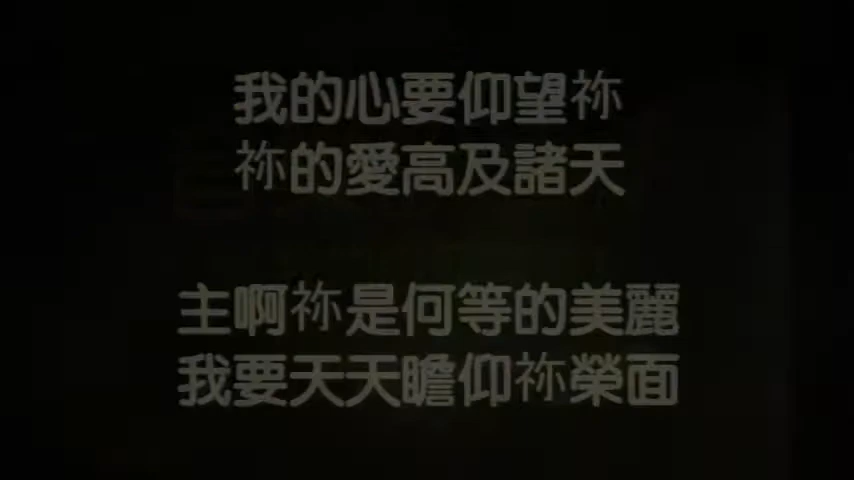 我的心要仰望祢
祢的愛高及諸天
主啊祢是何等的美麗
我要天天瞻仰祢榮面